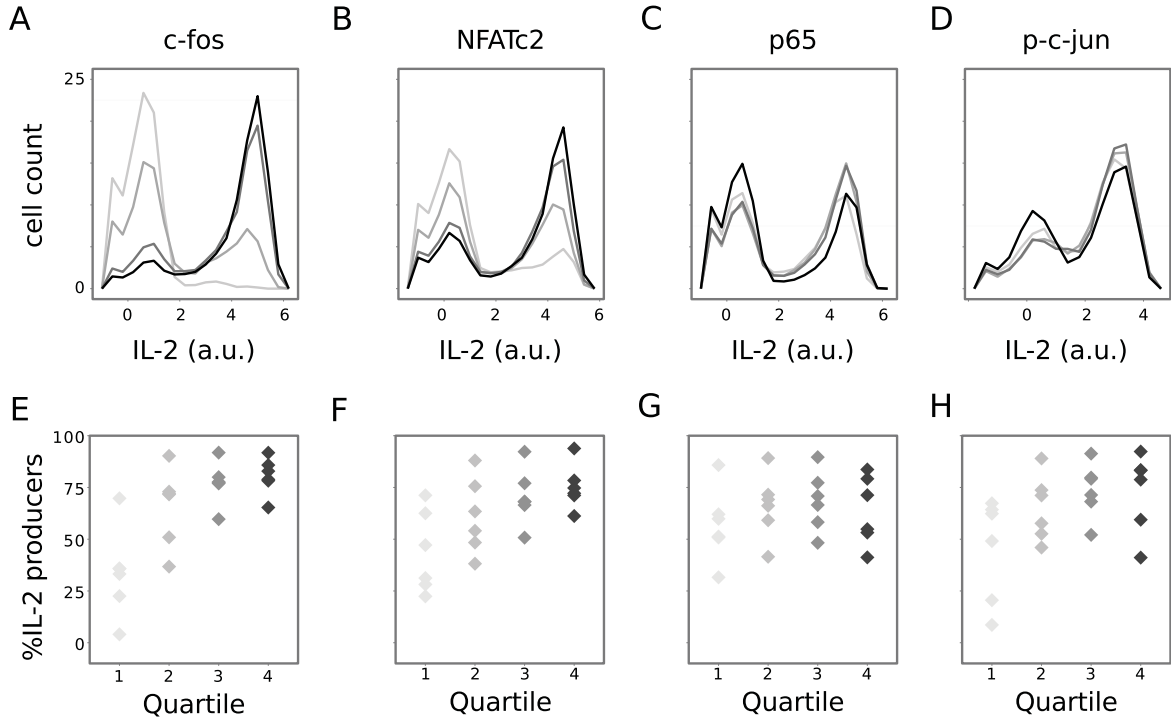 A B C D
c-fos NFATc2 p65 p-c-jun
25
cell count
0
0 2 4 6 0 2 4 6 0 2 4 6 0 2 4
IL-2 (a.u.) IL-2 (a.u.) IL-2 (a.u.) IL-2 (a.u.)
E F G H
100
75
50
25
0
%IL-2 producers
1 2 3 4 1 2 3 4 1 2 3 4 1 2 3 4
Quartile Quartile Quartile Quartile